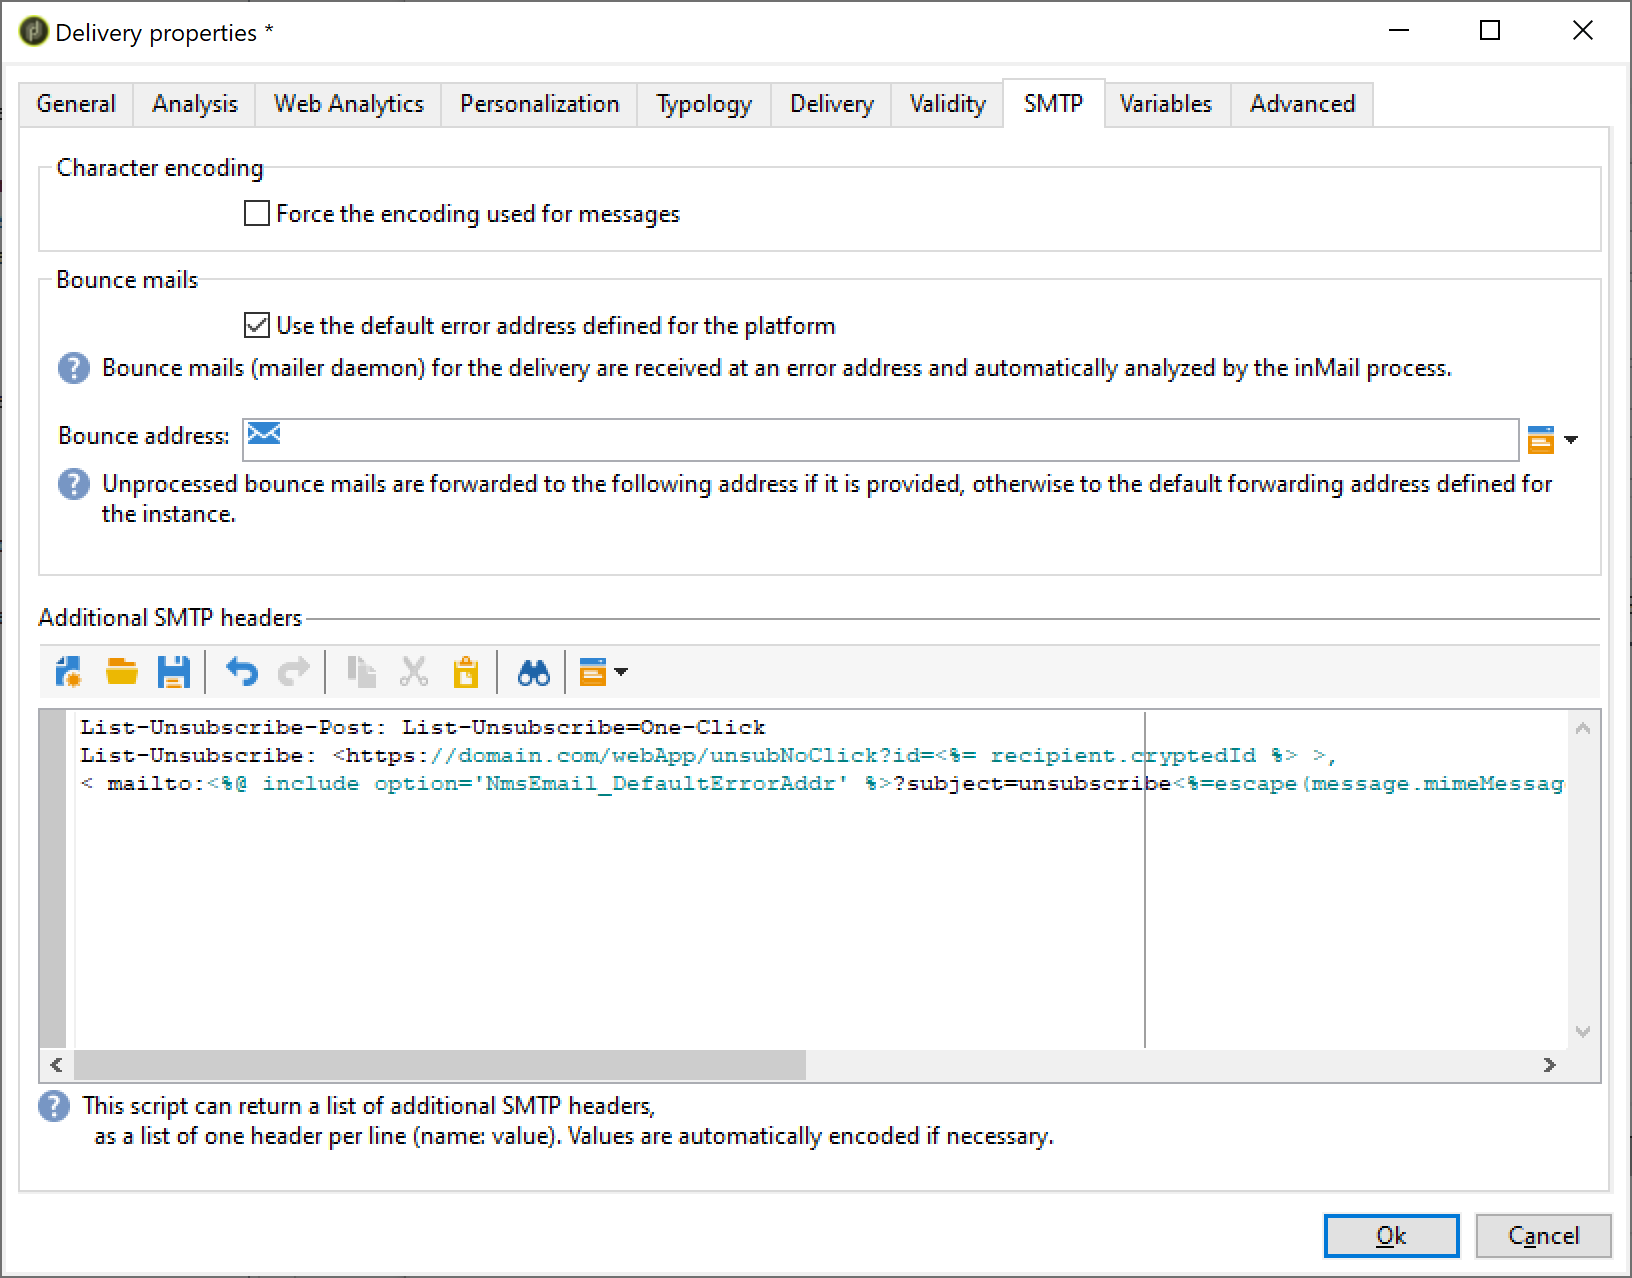 Delivery properties *
General Analysis Web Analytics Personalization Typology Delivery Validity SMTP Variables Advanced
Character encoding
Force the encoding used for messages
Bounce mails
Use the default error address defined for the platform
Bounce mails (mailer daemon) for the delivery are received at an error address and automatically analyzed by the inMail process.
Bounce address:
Unprocessed bounce mails are forwarded to the following address if it is provided, otherwise to the default forwarding address defined for
the instance.
Additional SMTP headers
List-Unsubscribe-Post: List-Unsubscribe=One-Click
List-Unsubscribe: <https://domain.com/webApp/unsubNoClick?id=<%= recipient.cryptedId %> >,
< mailto:<%@ include option='NmsEmail_DefaultErrorAddr' %>?subject=unsubscribe<%=escape(message.mimeMessag
This script can return a list of additional SMTP headers,
as a list of one header per line (name: value). Values are automatically encoded if necessary.
Ok Cancel